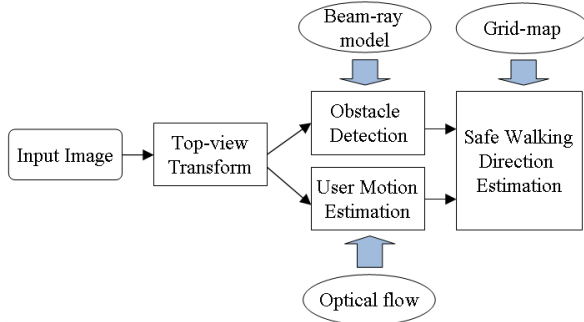 Beam-ray
model
Grid-map
Input Image
Top-view
Transform
Obstacle
Detection
User Motion
Estimation
Safe Walking
Direction
Estimation
Optical flow